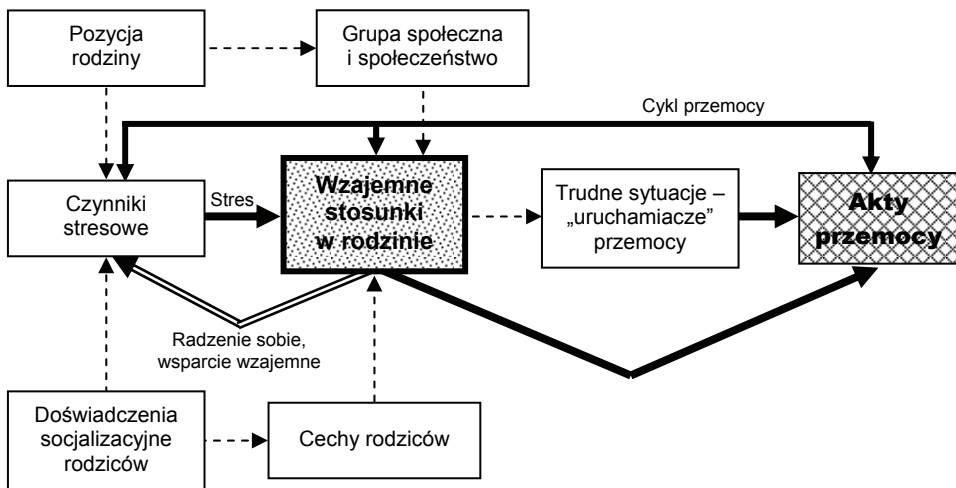 Pozycja
rodziny
Grupa społeczna
i społeczeństwo
Cykl przemocy
Czynniki
stresowe
Stres
Wzajemne
stosunki
w rodzinie
Trudne sytuacje –
„uruchamiacze”
przemocy
Akty
przemocy
Radzenie sobie,
wsparcie wzajemne
Doświadczenia
socjalizacyjne
rodziców
Cechy rodziców